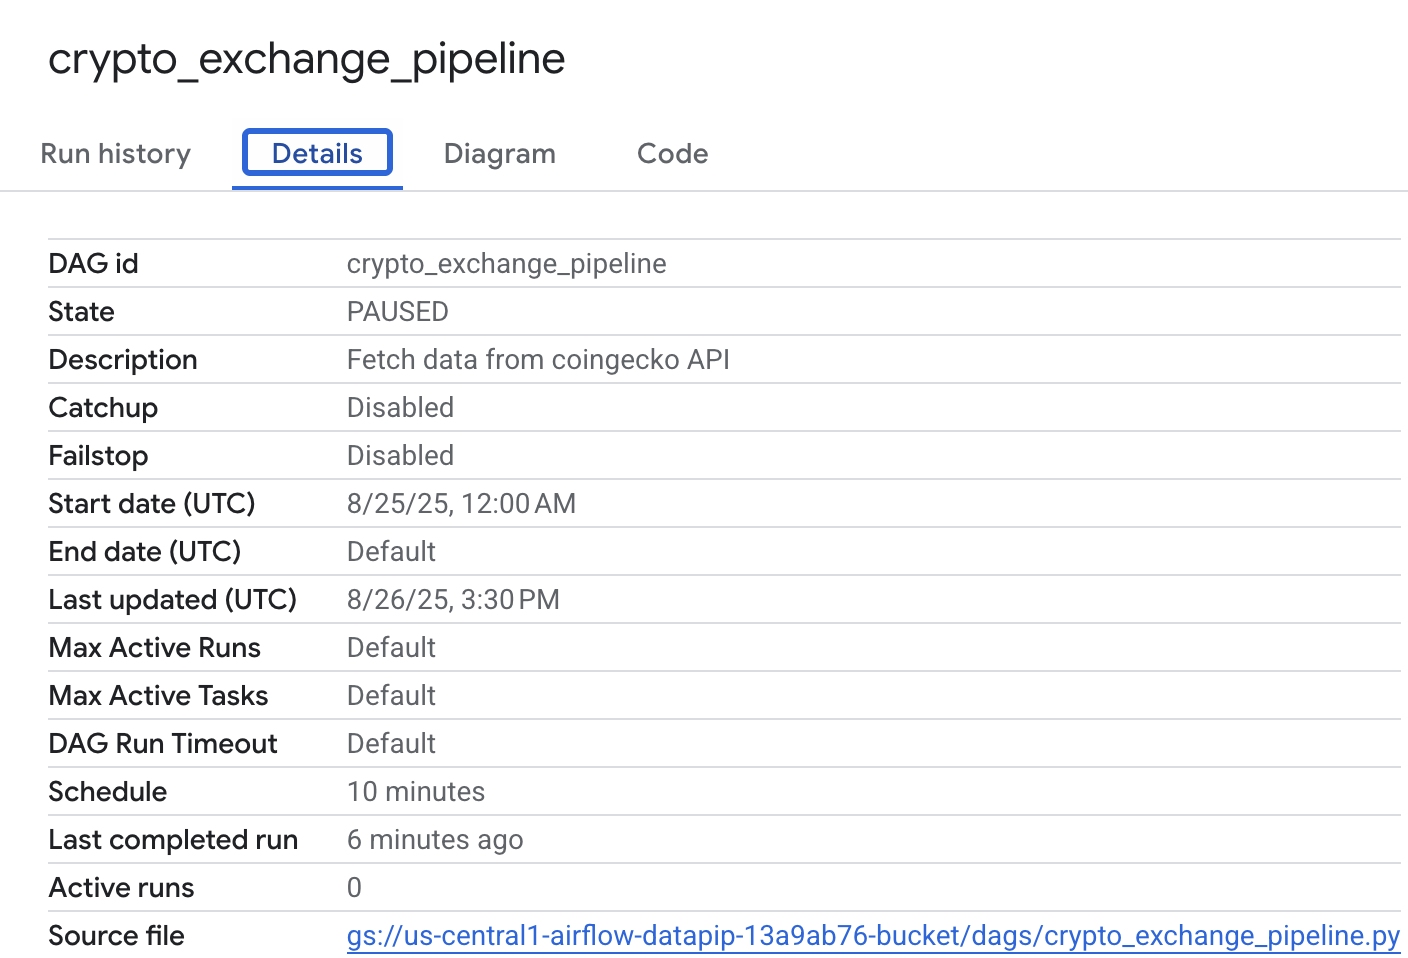 crypto_exchange_pipeline
Run history Details Diagram Code
DAG id crypto_exchange_pipeline
State PAUSED
Description Fetch data from coingecko API
Catchup Disabled
Failstop Disabled
Start date (UTC) 8/25/25, 12:00 AM
End date (UTC) Default
Last updated (UTC) 8/26/25, 3:30 PM
Max Active Runs Default
Max Active Tasks Default
DAG Run Timeout Default
Schedule 10 minutes
Last completed run 6 minutes ago
Active runs 0
Source file gs://us-central1-airflow-datapip-13a9ab76-bucket/dags/crypto_exchange_pipeline.py